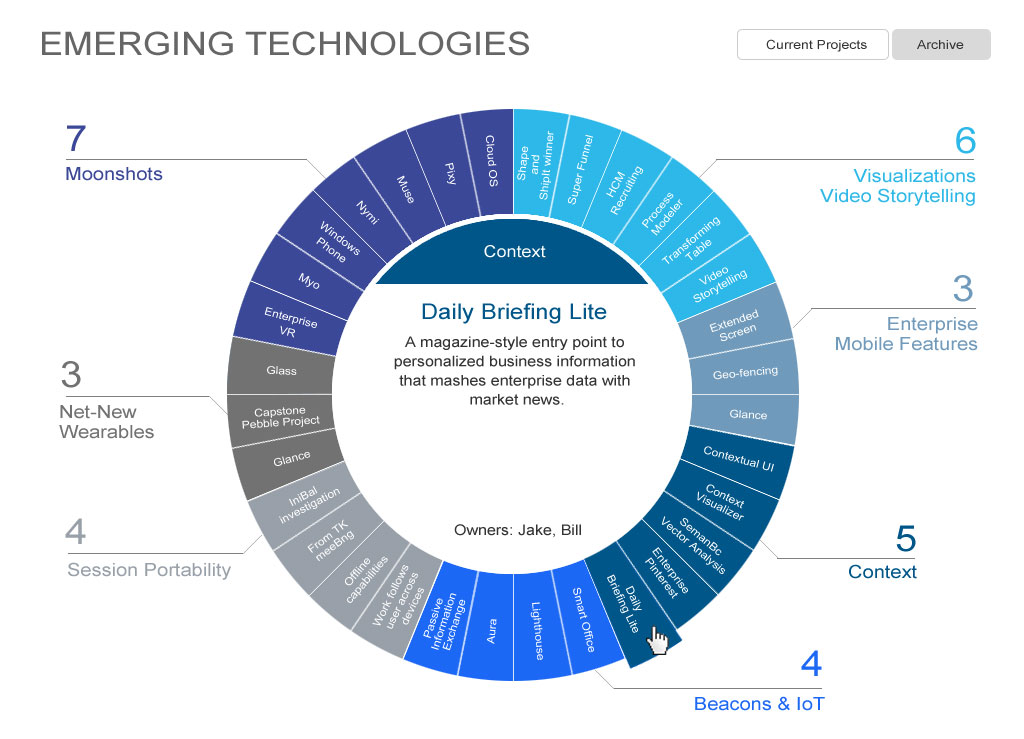 EMERGING TECHNOLOGIES
Current Projects
Archive
7
Moonshots
6
Visualizations
Video Storytelling
3
Enterprise
Mobile Features
5
Context
4
Beacons & IoT
4
Session Portability
3
Net-New
Wearables
Shape
and
ShipIt winner
Super Funnel
HCM
Recruiting
Process
Modeler
Transforming
Table
Video
Storytelling
Extended
Screen
Geo-fencing
Glance
Contextual UI
Context
Visualizer
SemanBc
Vector Analysis
Enterprise
Pinterest
Daily
Briefing Lite
Smart Office
Lighthouse
Aura
Passive
Information
Exchange
Work follows
user across
devices
Offline
capabilities
From TK
meeBng
IniBal
investigation
Glance
Capstone
Pebble Project
Glass
Enterprise
VR
Myo
Windows
Phone
Nymi
Muse
Pixy
Cloud OS
Context
Daily Briefing Lite
A magazine-style entry point to
personalized business information
that mashes enterprise data with
market news.
Owners: Jake, Bill